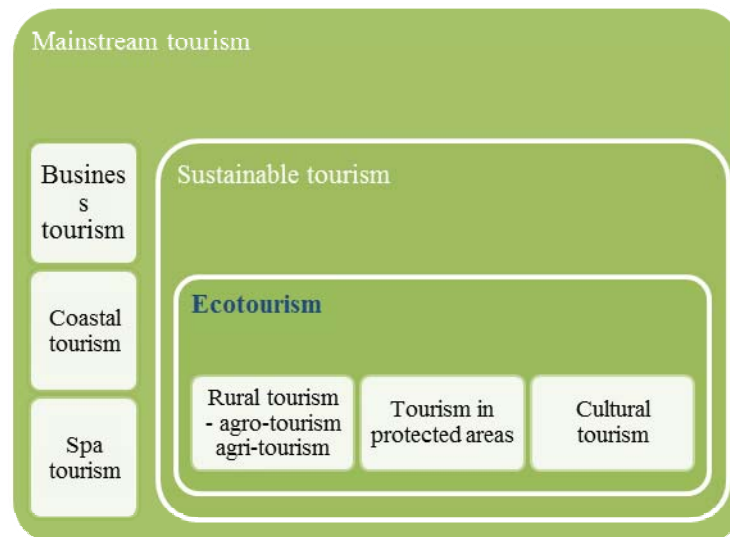 Mainstream tourism
Busines
s
tourism
Coastal
tourism
Spa
tourism
Sustainable tourism
Ecotourism
Rural tourism
- agro-tourism
agri-tourism
Tourism in
protected areas
Cultural
tourism